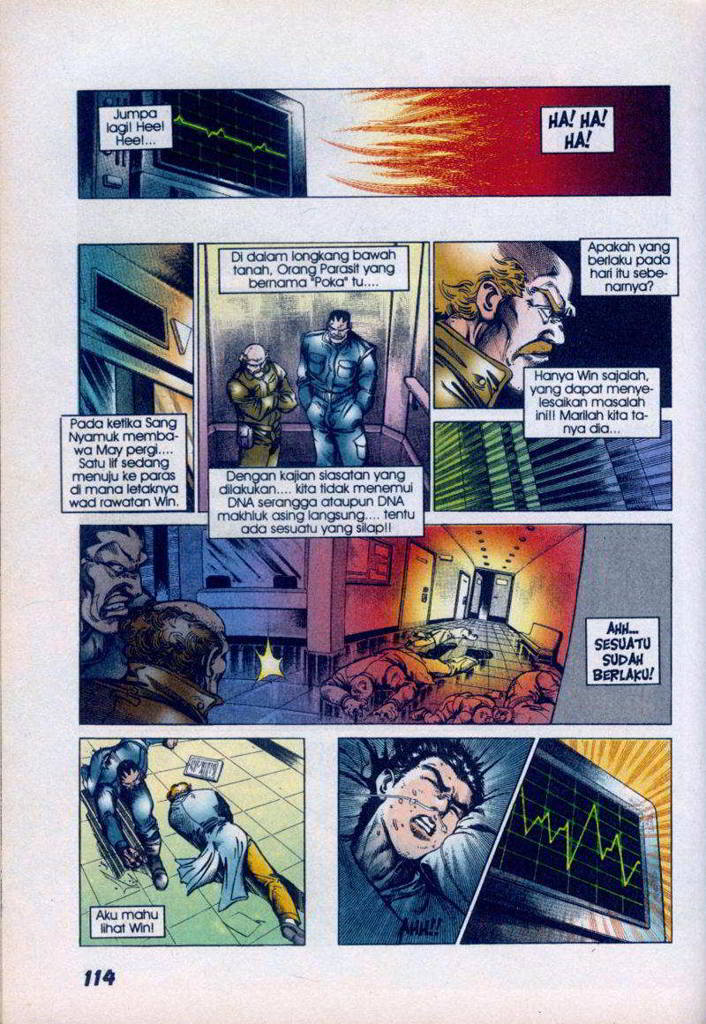 Jumpa
lagi! Hee!
Hee!...
HA! HA!
HA!
Di dalam longkang bawah
tanah, Orang Parasit yang
bernama "Poka" tu....
Apakah yang
berlaku pada
hari itu sebe-
narnya?
Hanya Win sajalah,
yang dapat menye-
lesaikan masalah
ini!! Marilah kita ta-
nya dia...
Pada ketika Sang
Nyamuk memba-
wa May pergi....
Satu lif sedang
menuju ke paras
di mana letaknya
wad rawatan Win.
Dengan kajian siasatan yang
dilakukan.... kita tidak menemui
DNA serangga ataupun DNA
makhluk asing langsung.... tentu
ada sesuatu yang silap!!
AHH...
SESUATU
SUDAH
BERLAKU!
Aku mahu
lihat Win!
AHH!!
114